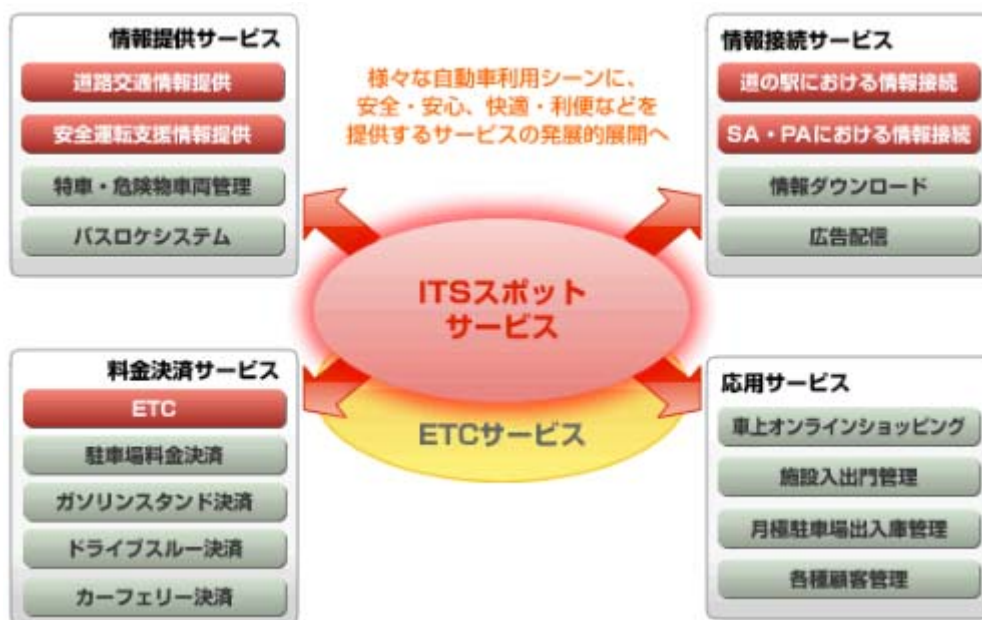 情報提供サービス
道路交通情報提供
安全運転支援情報提供
特車・危険物車両管理
バスロケシステム
様々な自動車利用シーンに、
安全・安心、快適・利便などを
提供するサービスの発展的展開へ
情報接続サービス
道の駅における情報接続
SA・PAにおける情報接続
情報ダウンロード
広告配信
ITSスポット
サービス
ETCサービス
料金決済サービス
ETC
駐車場料金決済
ガソリンスタンド決済
ドライブスルー決済
カーフェリー決済
応用サービス
車上オンラインショッピング
施設入出門管理
月極駐車場出入庫管理
各種顧客管理